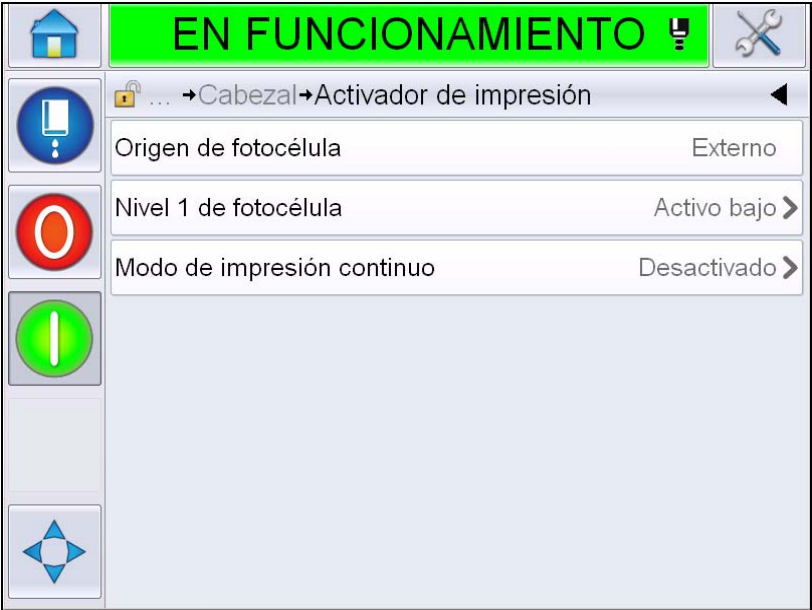 EN FUNCIONAMIENTO
... →Cabezal→Activador de impresión
Origen de fotocélula Externo
Nivel 1 de fotocélula Activo bajo
Modo de impresión continuo Desactivado